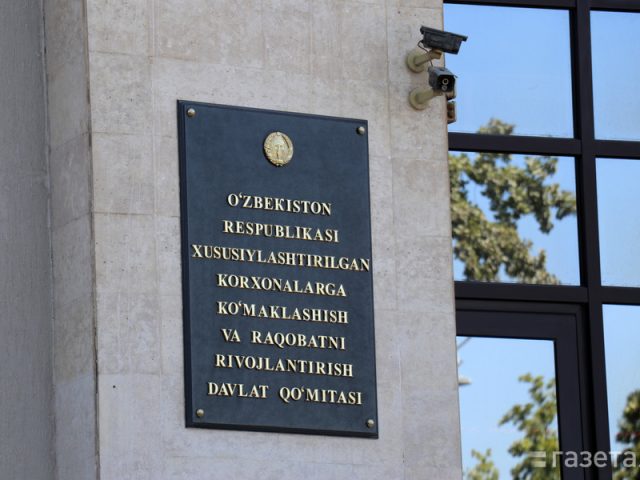 O‘ZBEKISTON
RESPUBLIKASI
XUSUSIYLASHTIRILGAN
KORXONALARGA
KO‘MAKLASHISH
VA RAQOBATNI
RIVOJLANTIRISH
DAVLAT QO‘MITASI
газета.